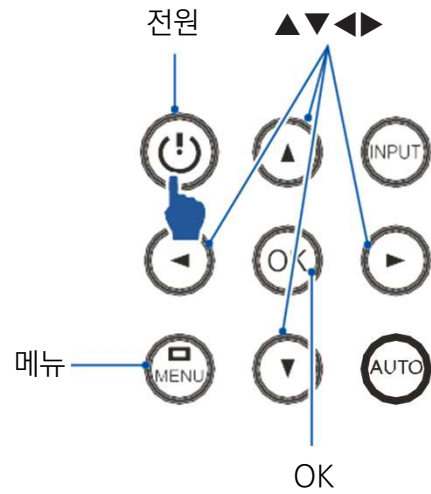 전원 ▲▼◀▶
INPUT
OK
메뉴
MENU
AUTO
OK